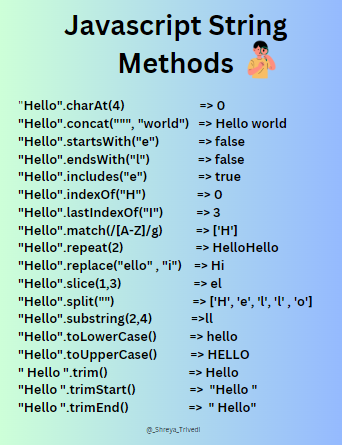 Javascript String
Methods
"Hello".charAt(4) => 0
"Hello".concat(""", "world") => Hello world
"Hello".startsWith("e") => false
"Hello".endsWith("l") => false
"Hello".includes("e") => true
"Hello".indexOf("H") => 0
"Hello".lastIndexOf("I") => 3
"Hello".match(/[A-Z]/g) => ['H']
"Hello".repeat(2) => HelloHello
"Hello".replace("ello" , "i") => Hi
"Hello".slice(1,3) => el
"Hello".split("") => ['H', 'e', 'l', 'l' , 'o']
"Hello".substring(2,4) =>ll
"Hello".toLowerCase() => hello
"Hello".toUpperCase() => HELLO
" Hello ".trim() => Hello
"Hello ".trimStart() => "Hello "
"Hello ".trimEnd() => " Hello"
@_Shreya_Trivedi